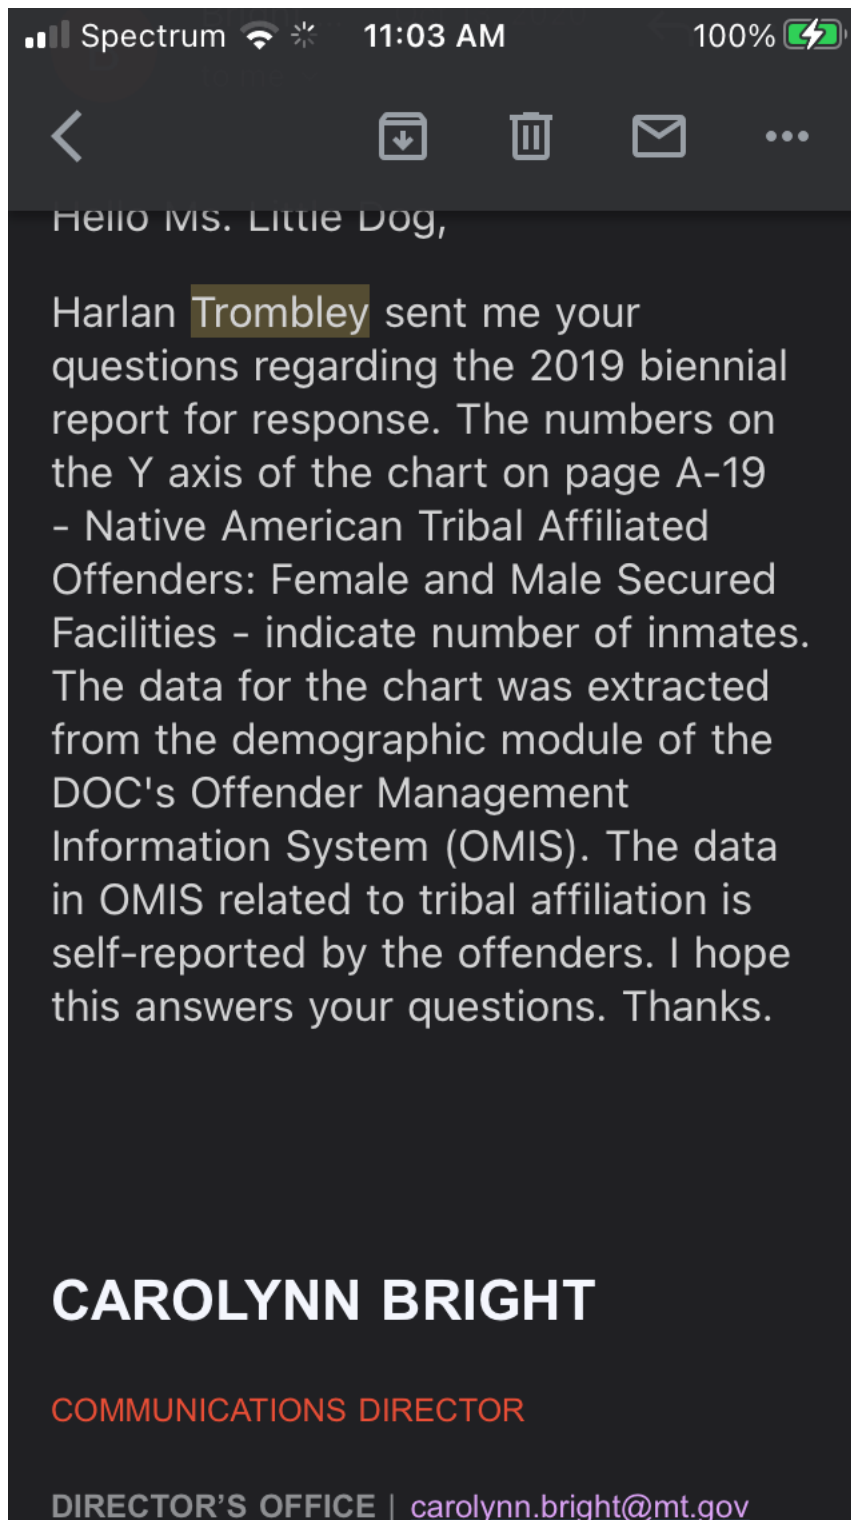 Spectrum 11:03 AM 100%
Hello Ms. Little Dog,
Harlan Trombley sent me your
questions regarding the 2019 biennial
report for response. The numbers on
the Y axis of the chart on page A-19
- Native American Tribal Affiliated
Offenders: Female and Male Secured
Facilities - indicate number of inmates.
The data for the chart was extracted
from the demographic module of the
DOC's Offender Management
Information System (OMIS). The data
in OMIS related to tribal affiliation is
self-reported by the offenders. I hope
this answers your questions. Thanks.
CAROLYNN BRIGHT
COMMUNICATIONS DIRECTOR
DIRECTOR'S OFFICE | carolynn.bright@mt.gov